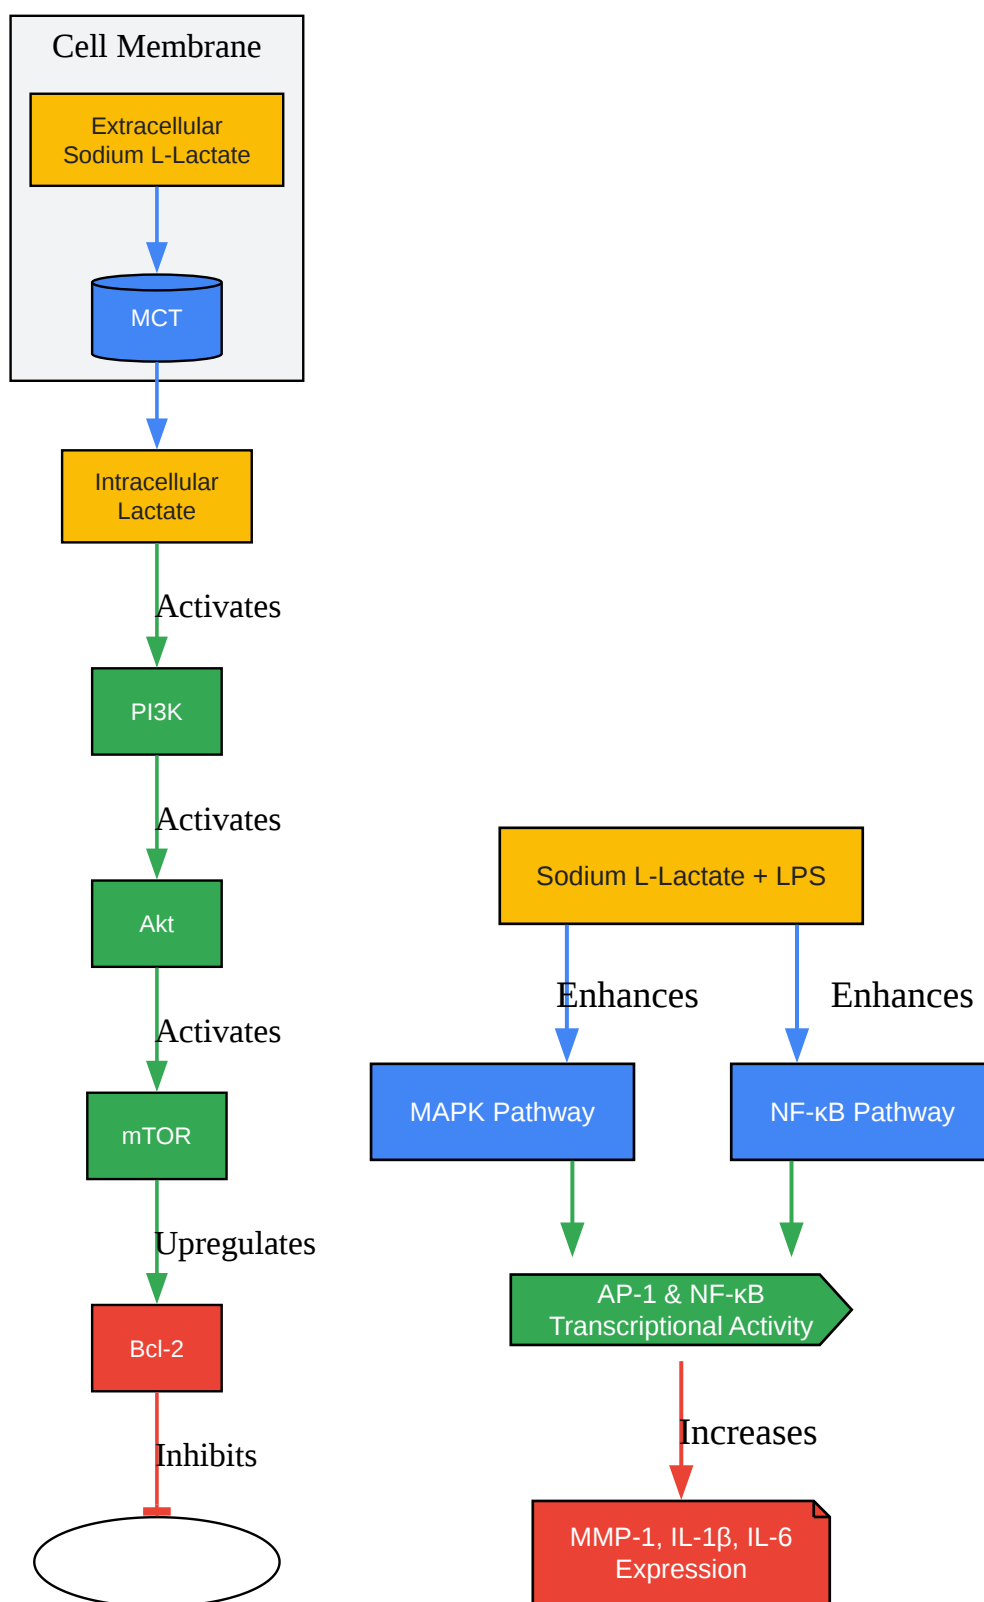 Cell Membrane
Extracellular
Sodium L-Lactate
MCT
Intracellular
Lactate
Activates
PI3K
Activates
Akt
Activates
mTOR
Upregulates
Bcl-2
Inhibits
Sodium L-Lactate + LPS
Enhances
Enhances
MAPK Pathway
NF-κB Pathway
AP-1 & NF-κB
Transcriptional Activity
Increases
MMP-1, IL-1β, IL-6
Expression